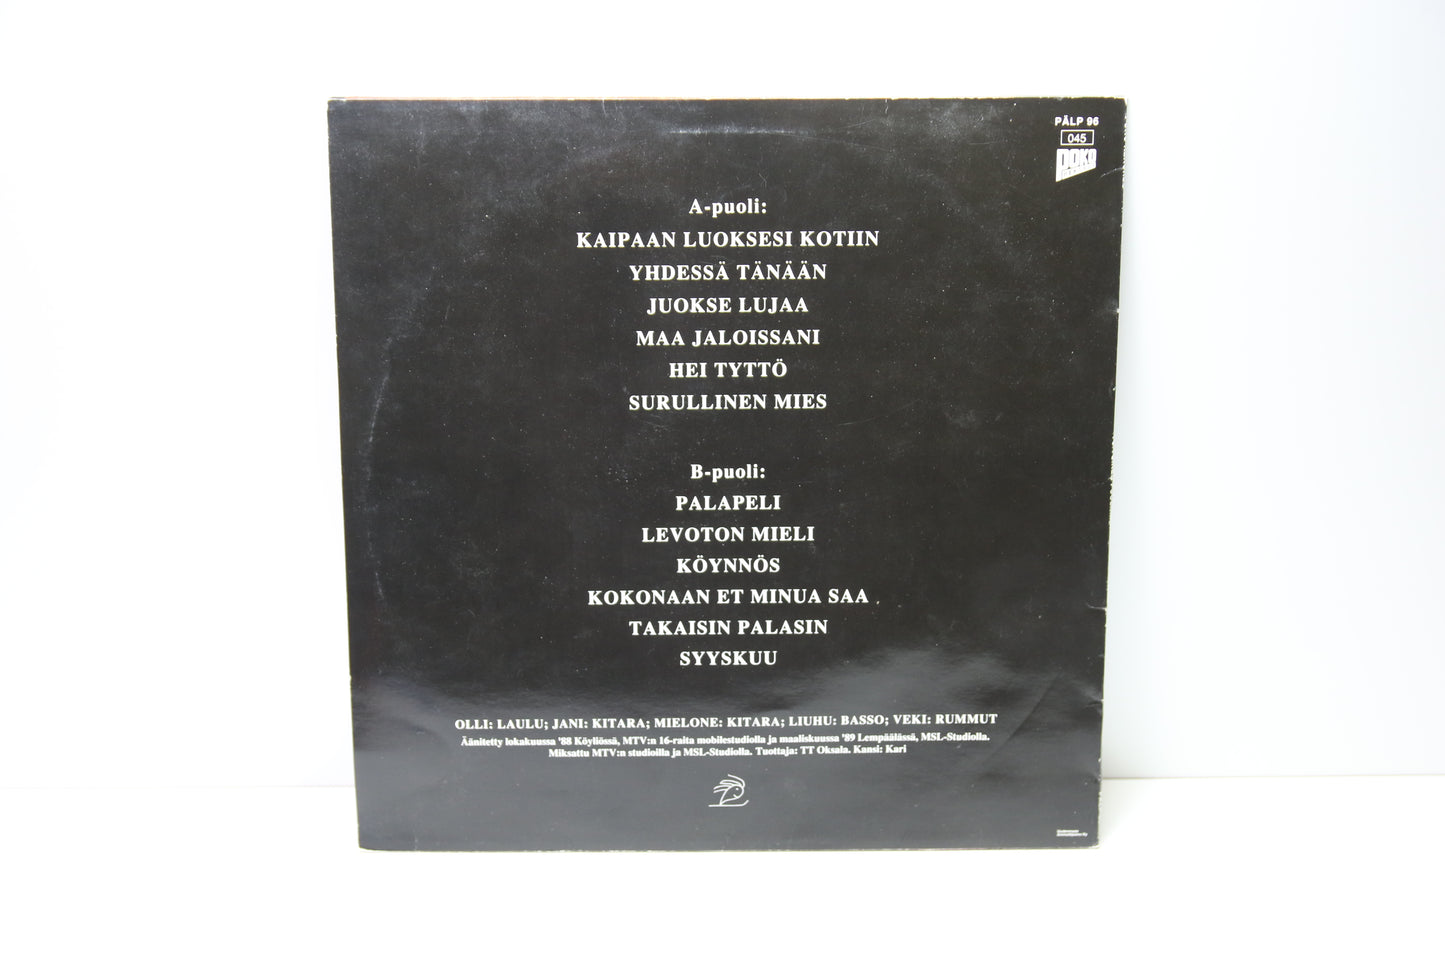 PÄLP 96
045
POKO
A-puoli:
KAIPAAN LUOKSESI KOTIIN
YHDESSÄ TÄNÄÄN
JUOKSE LUJAA
MAA JALOISSANI
HEI TYTTÖ
SURULLINEN MIES
B-puoli:
PALAPELI
LEVOTON MIELI
KÖYNNÖS
KOKONAAN ET MINUA SAA
TAKAISIN PALASIN
SYYSKUU
OLLI: LAULU; JANI: KITARA; MIELONE: KITARA; LIUHU: BASSO; VEKI: RUMMUT
Äänitetty lokakuussa '88 Köyliössä, MTV:n 16-raita mobilestudiolla ja maaliskuussa '89 Lempäälässä, MSL-Studiolla.
Miksattu MTV:n studioilla ja MSL-Studiolla. Tuottaja: TT Oksala. Kansi: Kari